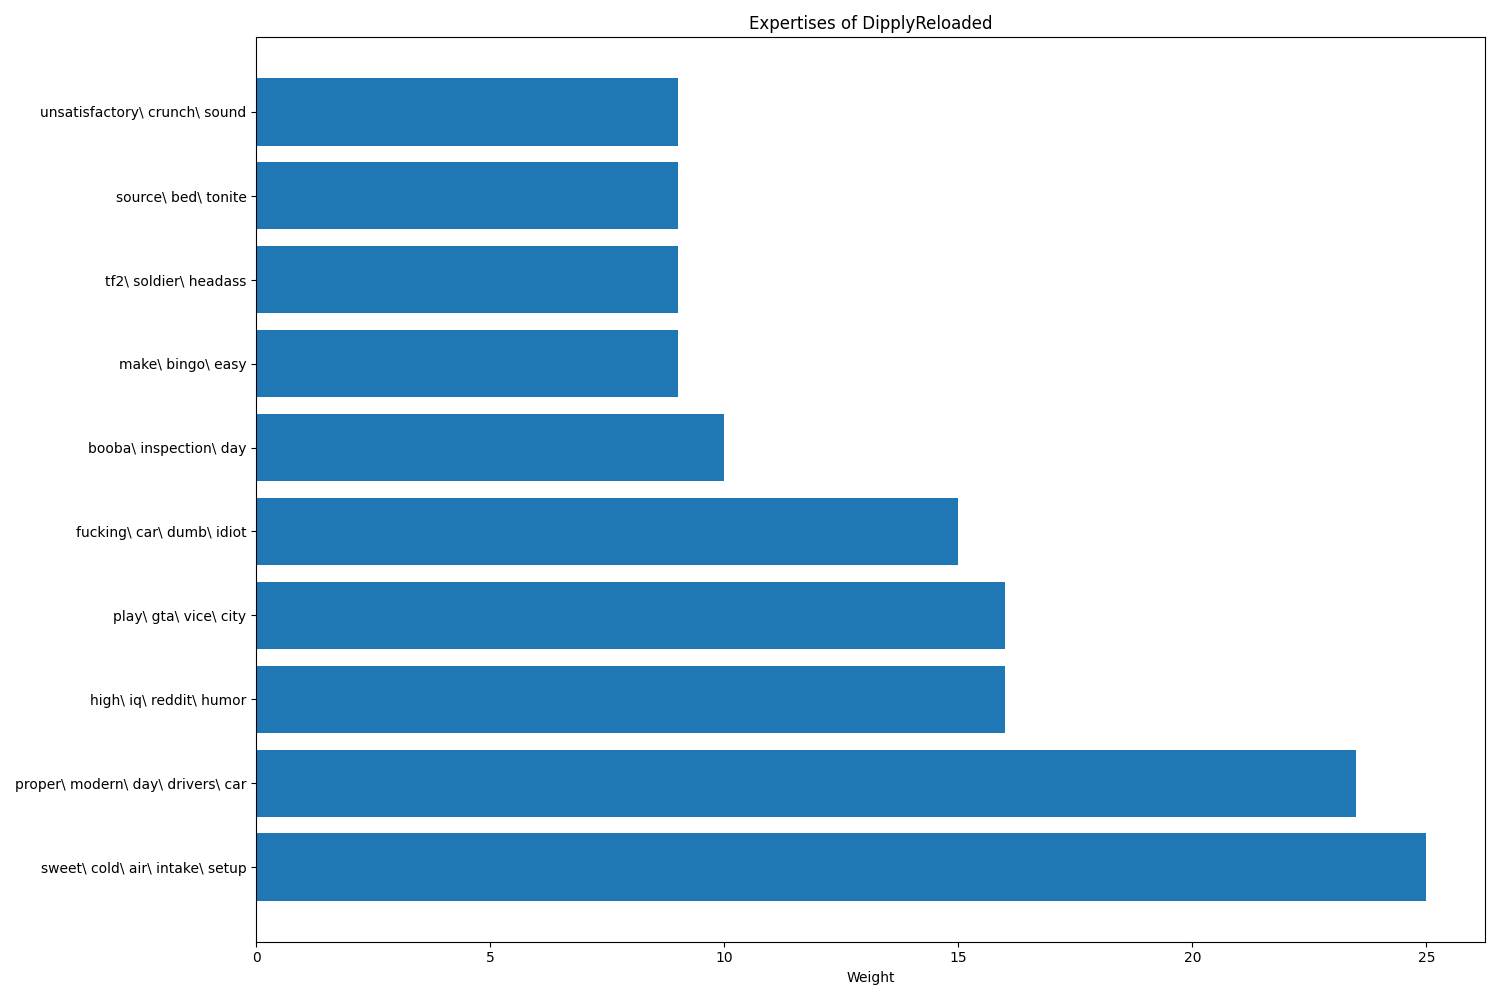 Expertises of DipplyReloaded
unsatisfactory\ crunch\ sound
source\ bed\ tonite
tf2\ soldier\ headass
make\ bingo\ easy
booba\ inspection\ day
fucking\ car\ dumb\ idiot
play\ gta\ vice\ city
high\ iq\ reddit\ humor
proper\ modern\ day\ drivers\ car
sweet\ cold\ air\ intake\ setup
0 5 10 15 20 25
Weight